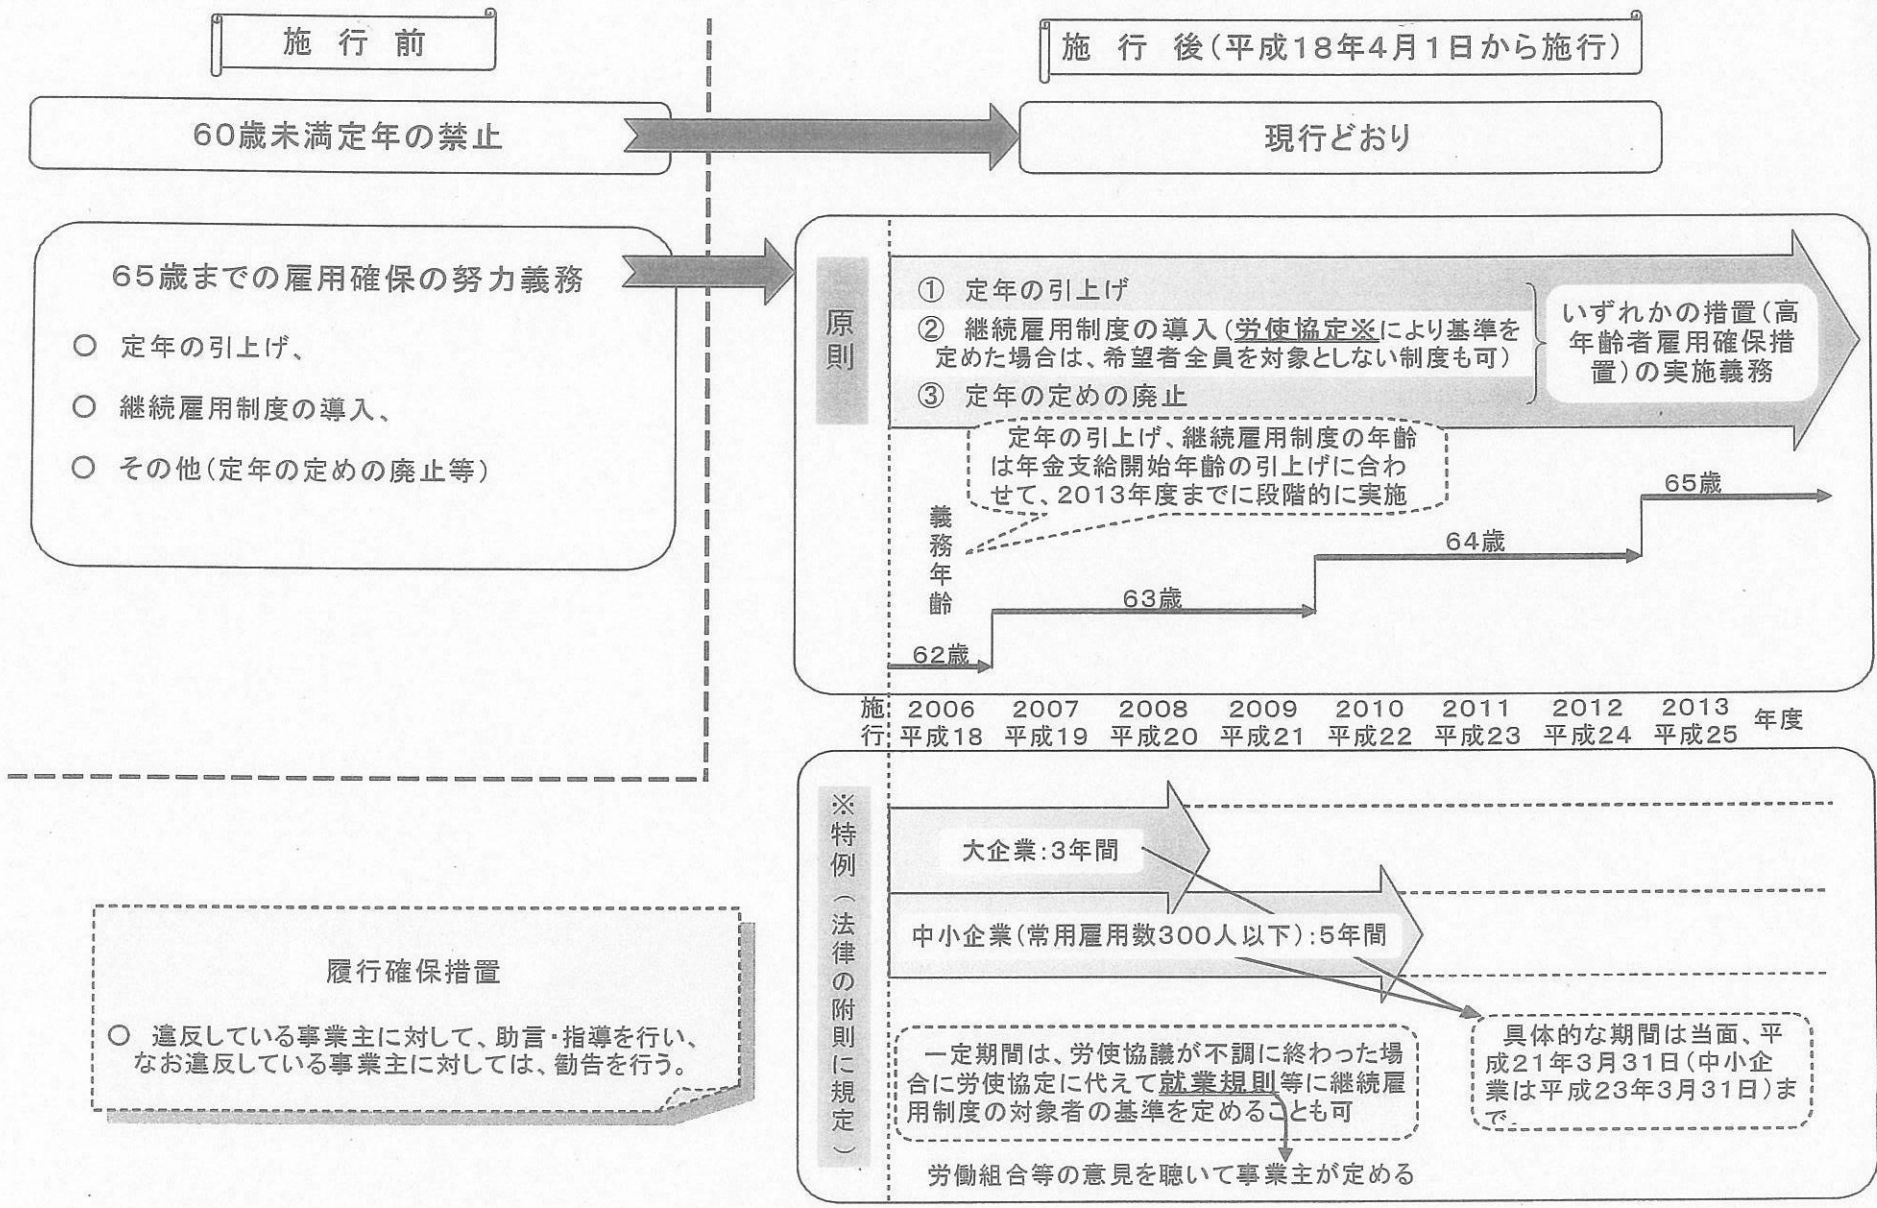 施行前
60歳未満定年の禁止
65歳までの雇用確保の努力義務
○ 定年の引上げ、
○ 継続雇用制度の導入、
○ その他(定年の定めの廃止等)
履行確保措置
○ 違反している事業主に対して、助言・指導を行い、
なお違反している事業主に対しては、勧告を行う。
施行後(平成18年4月1日から施行)
現行どおり
原則
① 定年の引上げ
② 継続雇用制度の導入(労使協定※により基準を
定めた場合は、希望者全員を対象としない制度も可)
③ 定年の定めの廃止
いずれかの措置(高
年齢者雇用確保措
置)の実施義務
定年の引上げ、継続雇用制度の年齢
は年金支給開始年齢の引上げに合わ
せて、2013年度までに段階的に実施
義務年齢
62歳
63歳
64歳
65歳
施行
2006 2007 2008 2009 2010 2011 2012 2013 年度
平成18 平成19 平成20 平成21 平成22 平成23 平成24 平成25
※特例(法律の附則に規定)
大企業:3年間
中小企業(常用雇用数300人以下):5年間
一定期間は、労使協議が不調に終わった場
合に労使協定に代えて就業規則等に継続雇
用制度の対象者の基準を定めることも可
労働組合等の意見を聴いて事業主が定める
具体的な期間は当面、平
成21年3月31日(中小企
業は平成23年3月31日)ま
で。